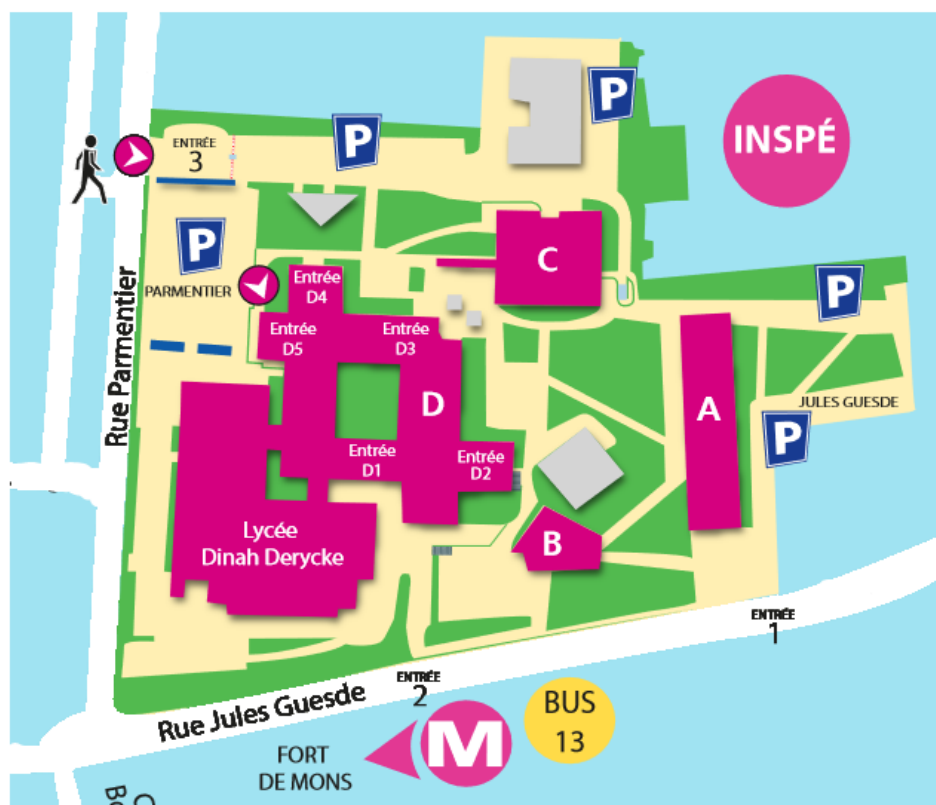 P
P
INSPÉ
ENTRÉE
3
P
PARMENTIER
C
Entrée
D4
P
Entrée
D5
Entrée
D3
Rue Parmentier
A
JULES GUESDE
D
P
Entrée
D1
Entrée
D2
Lycée
Dinah Derycke
B
ENTRÉE
1
ENTRÉE
2
Rue Jules Guesde
M
BUS
13
FORT
DE MONS